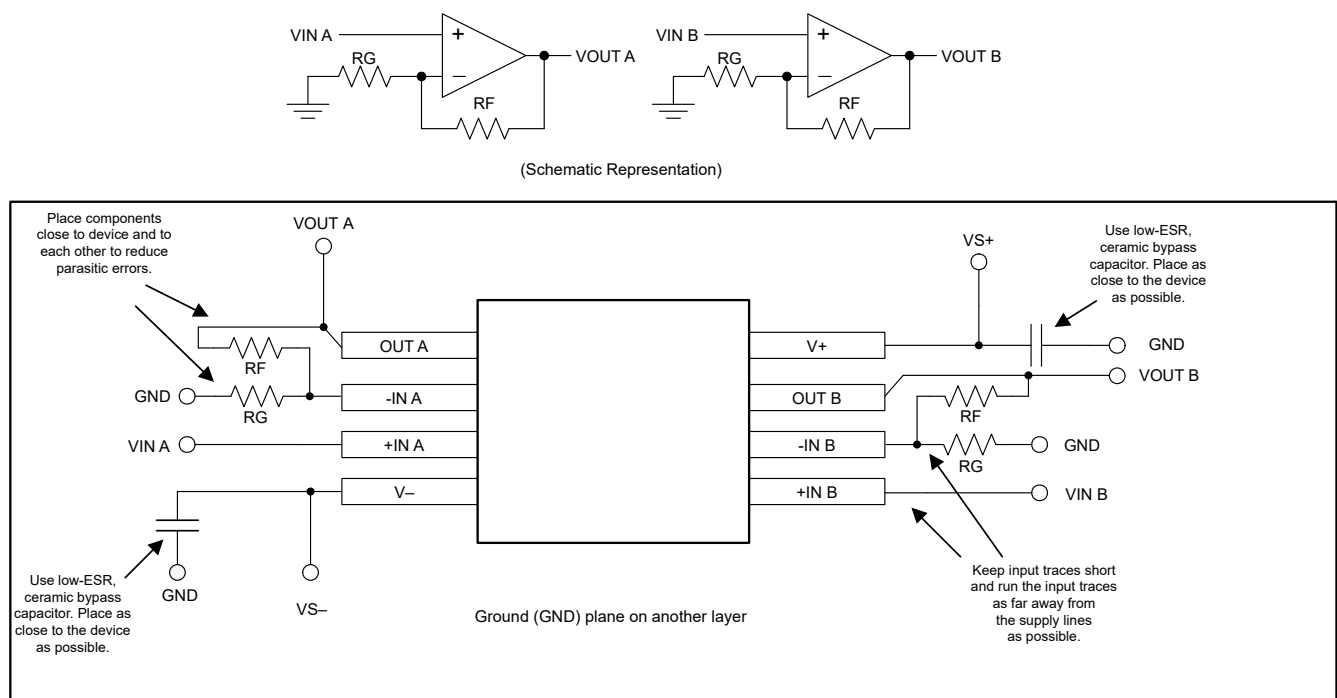 VIN A
+
RG
−
VOUT A
RF
VIN B
+
RG
−
VOUT B
RF
(Schematic Representation)
Place components
close to device and to
each other to reduce
parasitic errors.
VOUT A
VS+
Use low-ESR,
ceramic bypass
capacitor. Place as
close to the device
as possible.
OUT A
V+
GND
RF
VOUT B
GND
-IN A
OUT B
RG
RF
VIN A
+IN A
-IN B
GND
RG
V–
+IN B
VIN B
Use low-ESR,
ceramic bypass
capacitor. Place as
close to the device
as possible.
GND
VS–
Ground (GND) plane on another layer
Keep input traces short
and run the input traces
as far away from
the supply lines
as possible.